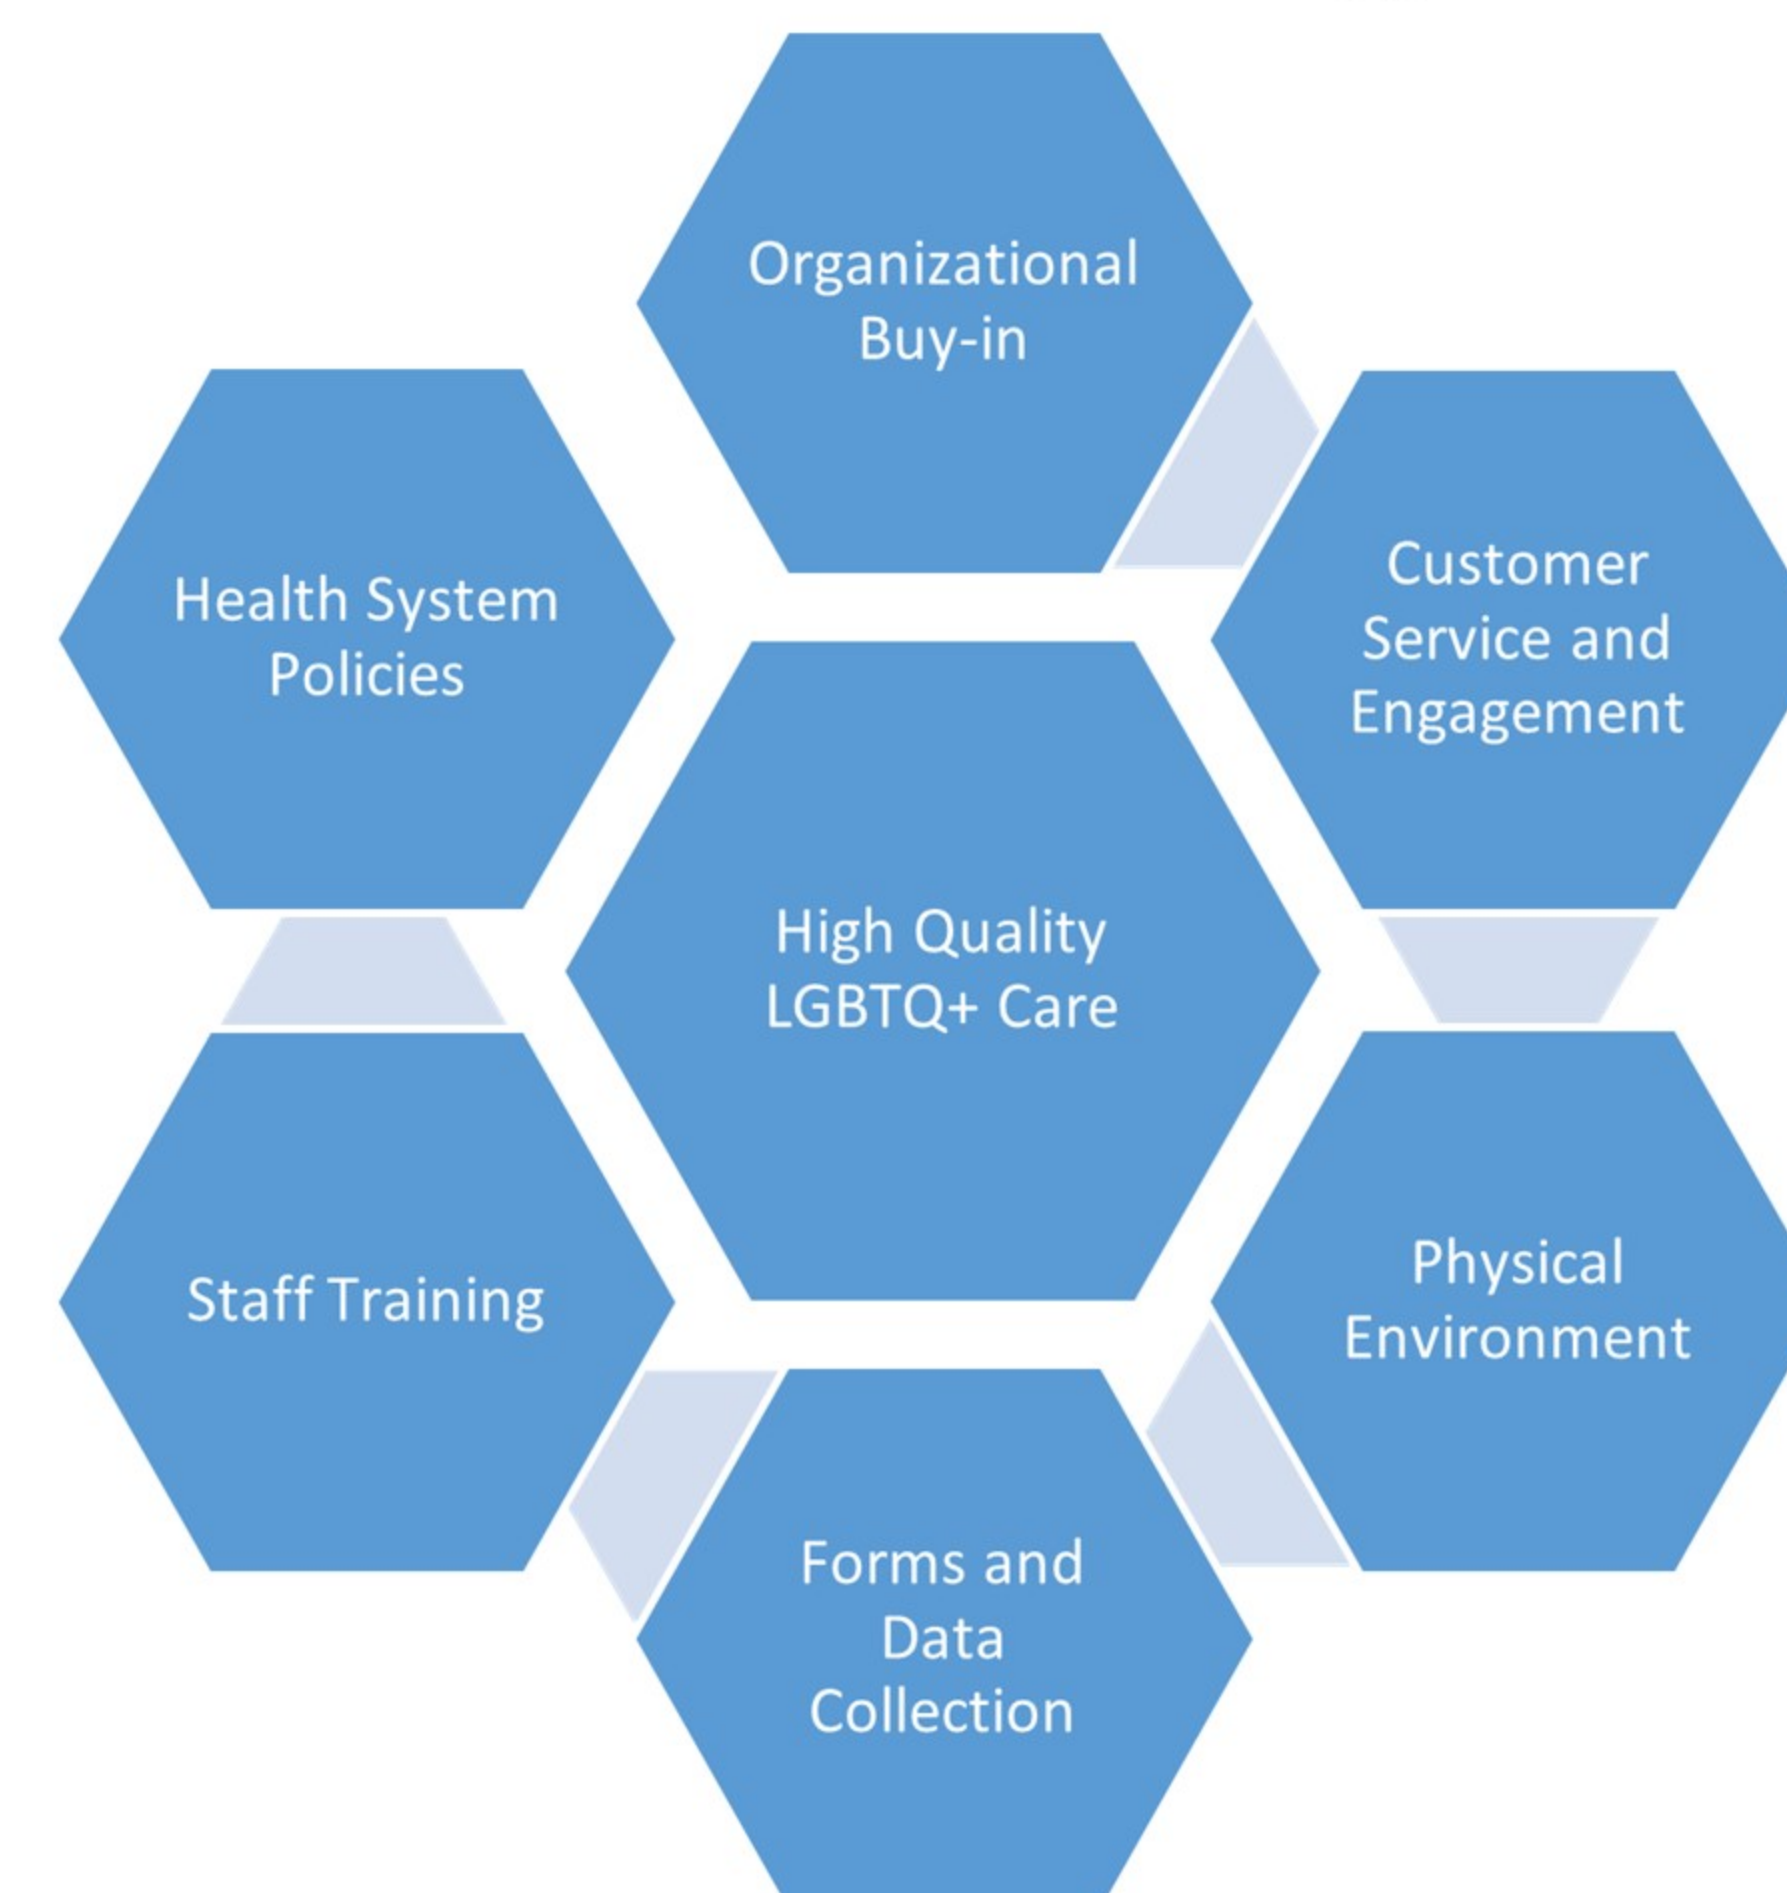 Organizational
Buy-in
Customer
Service and
Engagement
Health System
Policies
High Quality
LGBTQ+ Care
Physical
Environment
Staff Training
Forms and
Data
Collection